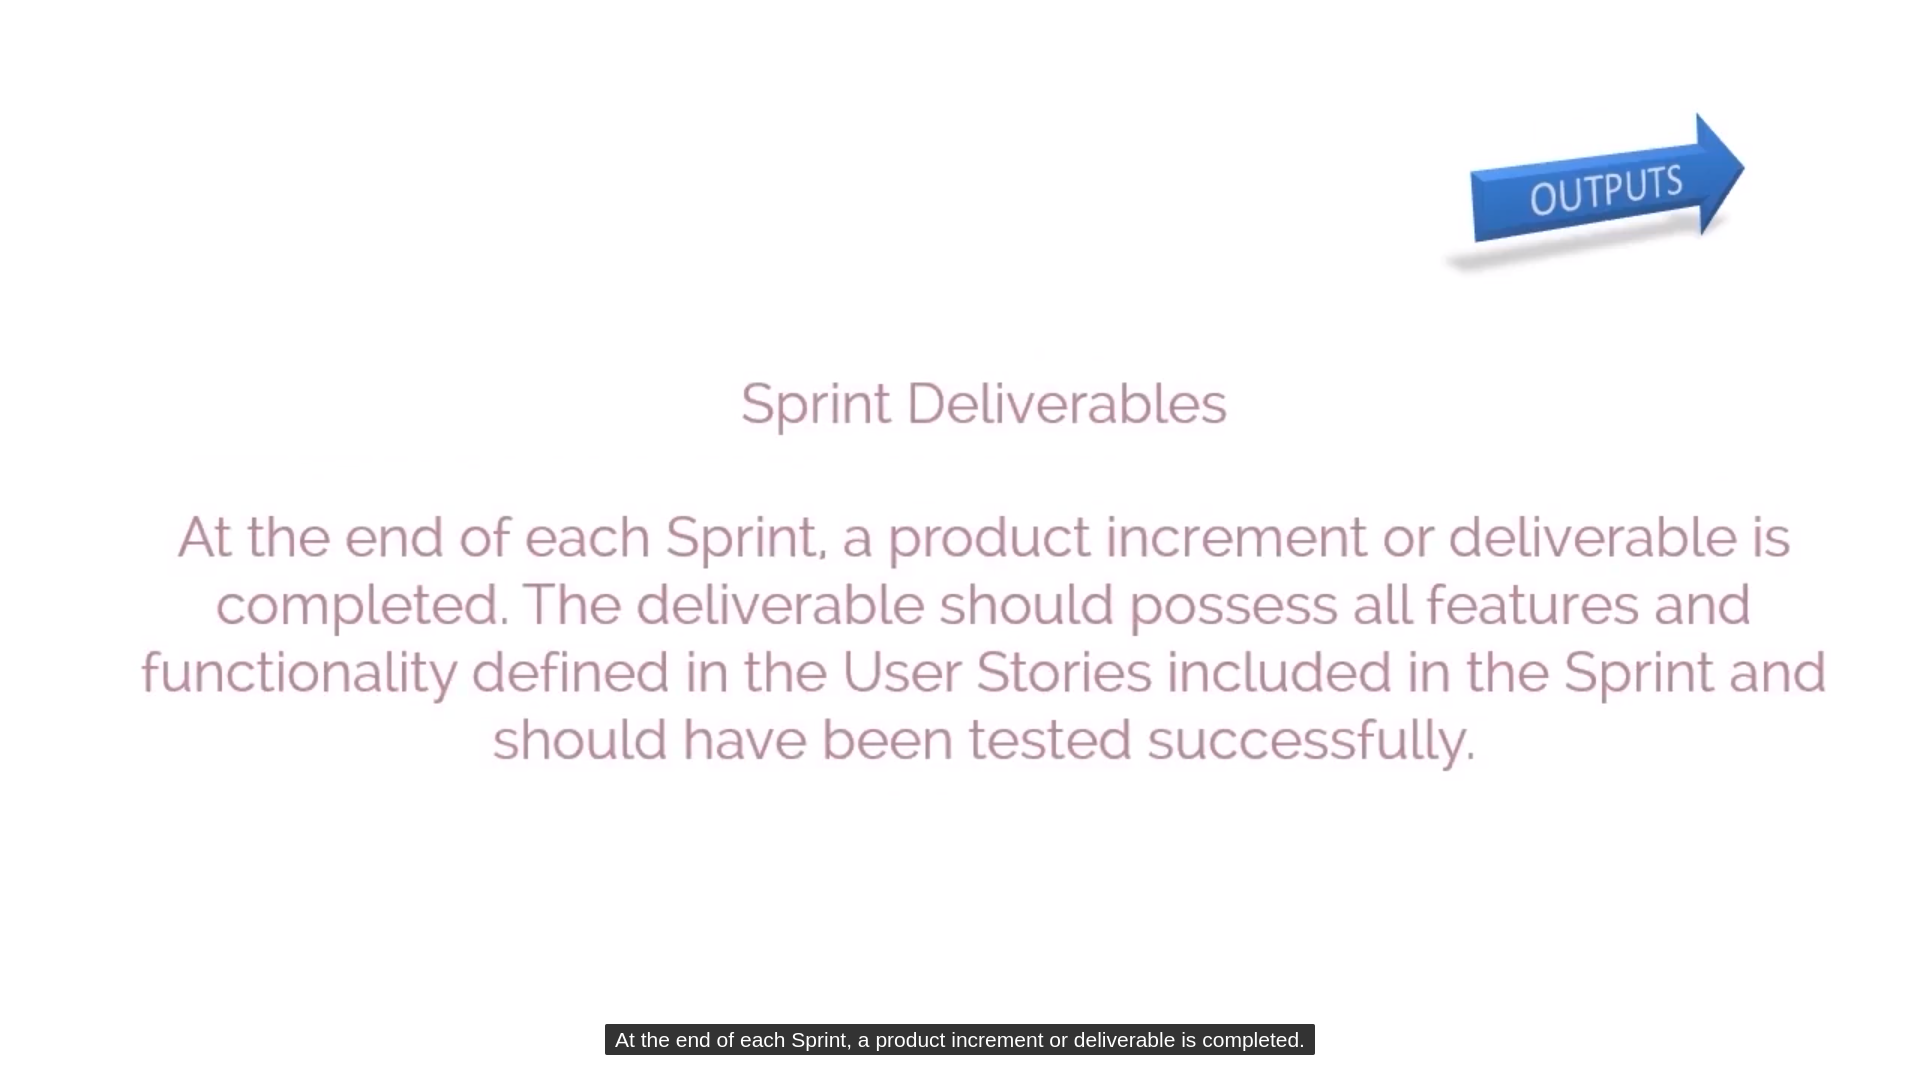 OUTPUTS
Sprint Deliverables
At the end of each Sprint, a product increment or deliverable is
completed. The deliverable should possess all features and
functionality defined in the User Stories included in the Sprint and
should have been tested successfully.
At the end of each Sprint, a product increment or deliverable is completed.